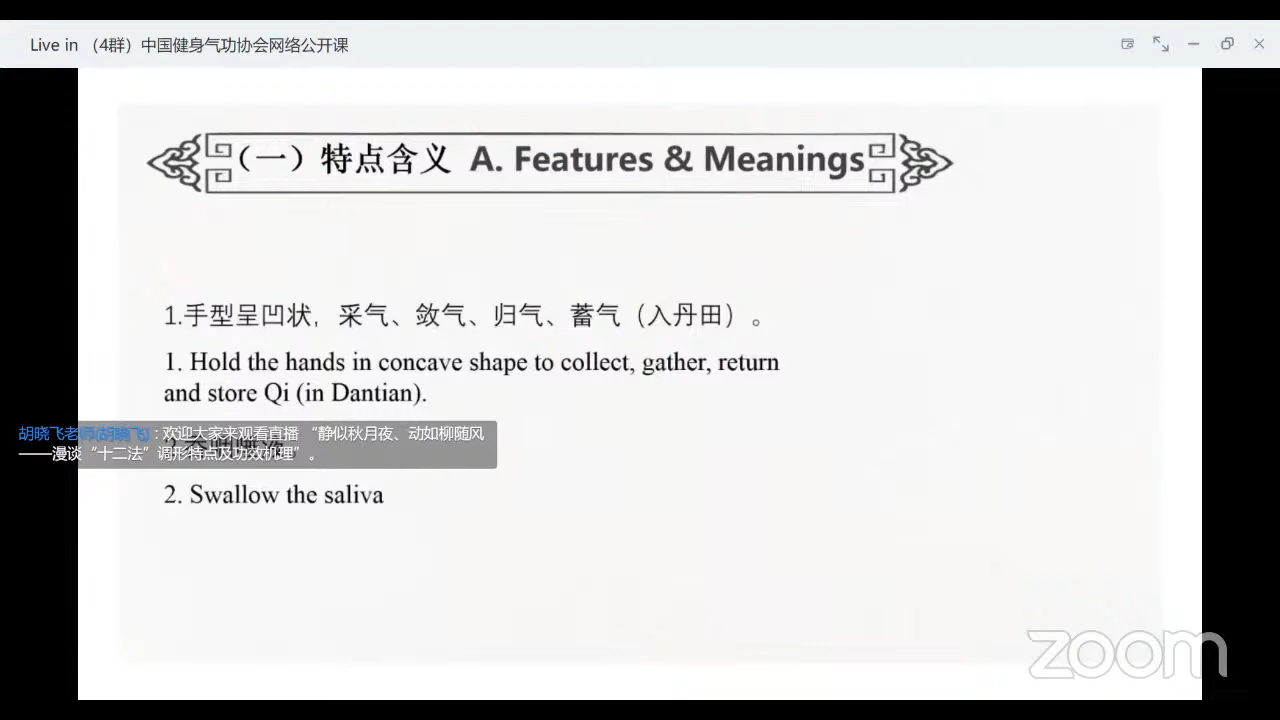 Live in （4群）中国健身气功协会网络公开课
（一）特点含义 A. Features & Meanings
1.手型呈凹状，采气、敛气、归气、蓄气（入丹田）。
1. Hold the hands in concave shape to collect, gather, return
and store Qi (in Dantian).
胡晓飞老师(胡晓飞)：欢迎大家来观看直播 “静似秋月夜、动如柳随风
——漫谈“十二法”调形特点及功效机理”。
2. Swallow the saliva
zoom